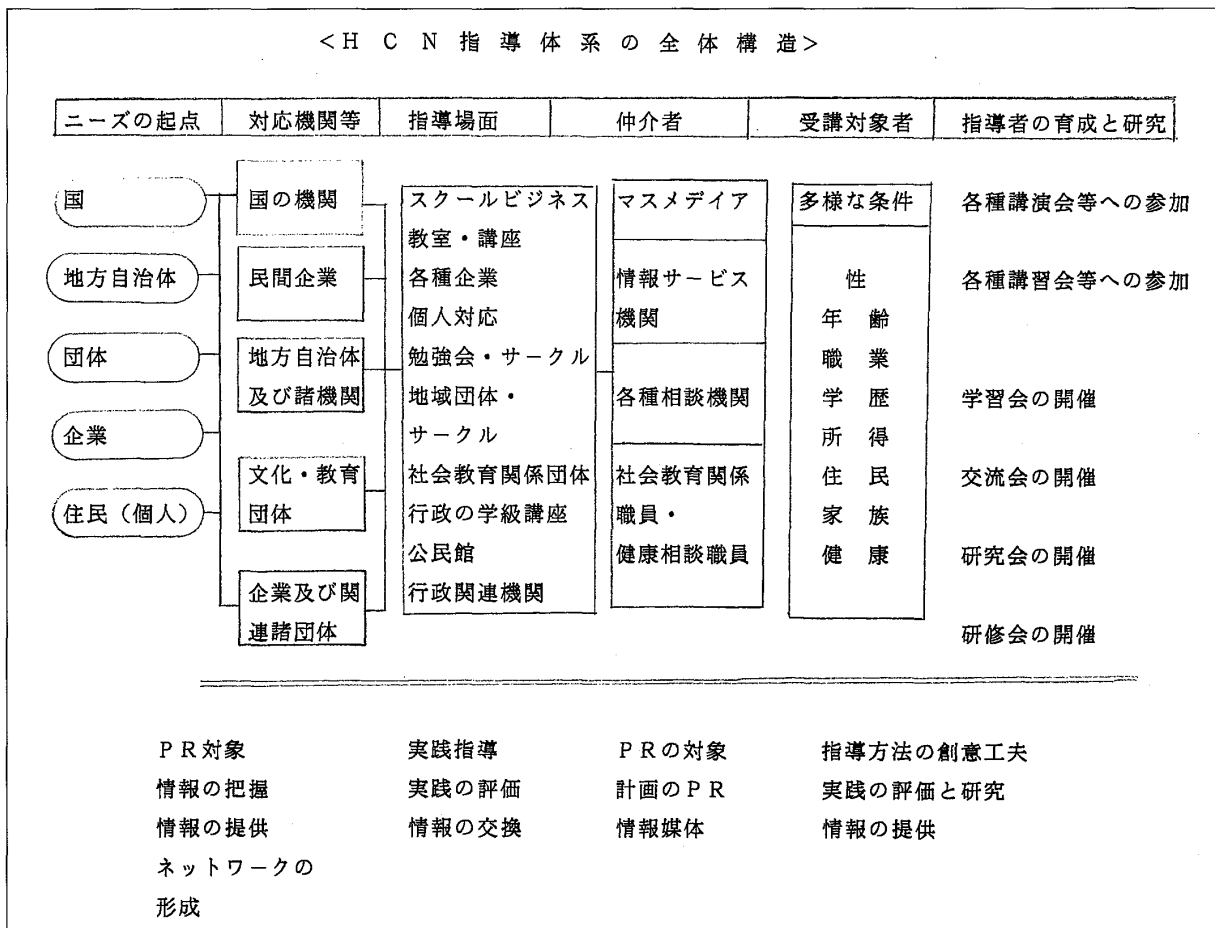 <HCN指導体系の全体構造>
ニーズの起点 対応機関等 指導場面 仲介者 受講対象者 指導者の育成と研究
国
地方自治体
団体
企業
住民（個人）
国の機関
民間企業
地方自治体
及び諸機関
文化・教育
団体
企業及び関
連諸団体
スクールビジネス
教室・講座
各種企業
個人対応
勉強会・サークル
地域団体・
サークル
社会教育関係団体
行政の学級講座
公民館
行政関連機関
マスメデイア
情報サービス
機関
各種相談機関
社会教育関係
職員・
健康相談職員
多様な条件
性
年齢
職業
学歴
所得
住民
家族
健康
各種講演会等への参加
各種講習会等への参加
学習会の開催
交流会の開催
研究会の開催
研修会の開催
PR対象
情報の把握
情報の提供
ネットワークの
形成
実践指導
実践の評価
情報の交換
PRの対象
計画のPR
情報媒体
指導方法の創意工夫
実践の評価と研究
情報の提供